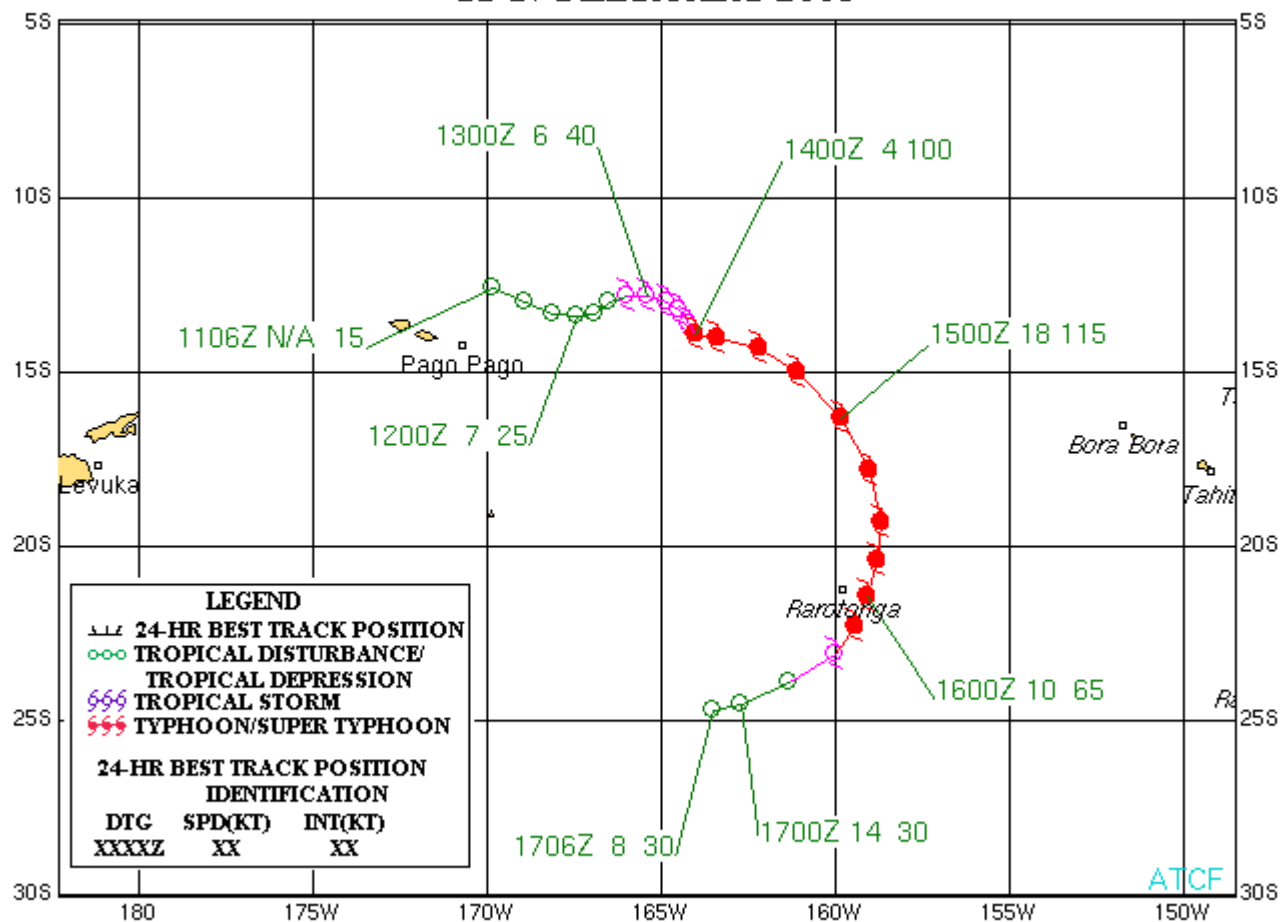 5S
5S
1300Z 6 40
1400Z 4 100
10S
10S
1106Z N/A 15
1500Z 18 115
15S
15S
Pago Pago
1200Z 7 25
Bora Bora
Levuka
20S
20S
Rarotonga
LEGEND
24-HR BEST TRACK POSITION
TROPICAL DISTURBANCE/
TROPICAL DEPRESSION
TROPICAL STORM
TYPHOON/SUPER TYPHOON
24-HR BEST TRACK POSITION
IDENTIFICATION
DTG SPD(KT) INT(KT)
XXXXZ XX XX
1600Z 10 65
25S
25S
1706Z 8 30
1700Z 14 30
ATCF
30S
30S
180 175W 170W 165W 160W 155W 150W